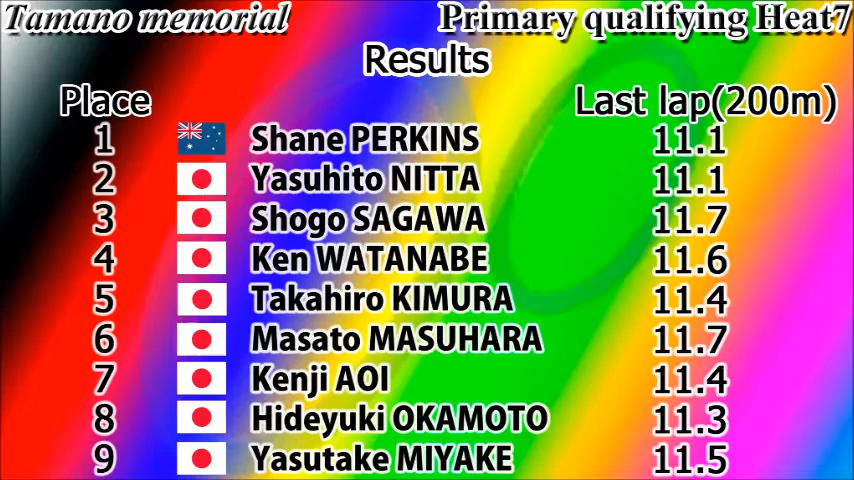 Tamano memorial Primary qualifying Heat7
Results
Place Last lap(200m)
1 Shane PERKINS 11.1
2 Yasuhito NITTA 11.1
3 Shogo SAGAWA 11.7
4 Ken WATANABE 11.6
5 Takahiro KIMURA 11.4
6 Masato MASUHARA 11.7
7 Kenji AOI 11.4
8 Hideyuki OKAMOTO 11.3
9 Yasutake MIYAKE 11.5